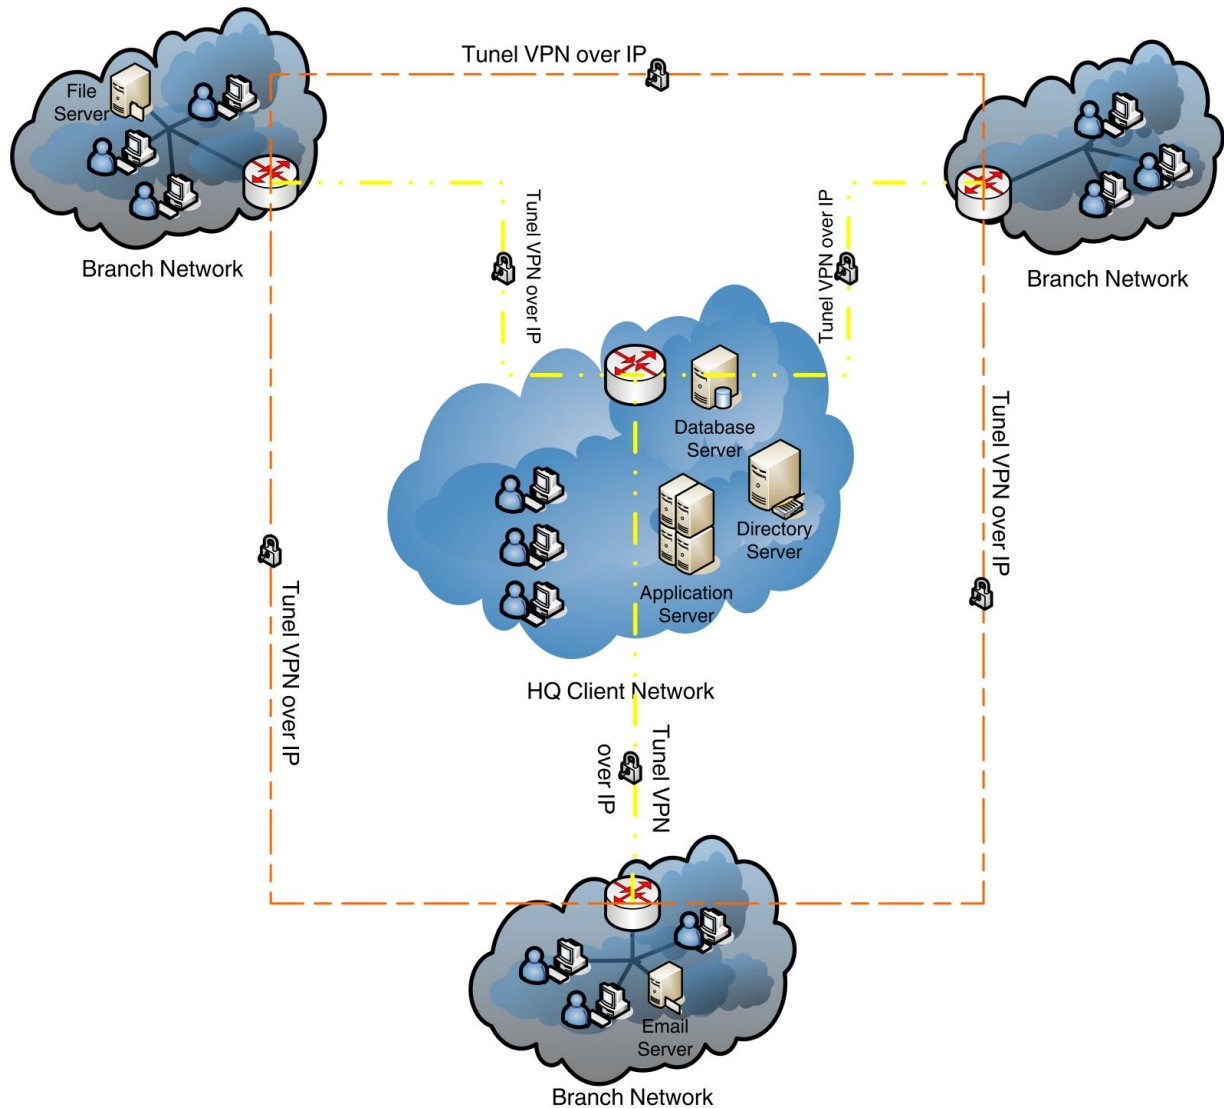 Tunel VPN over IP
File
Server
Branch Network
Tunel VPN over IP
Tunel VPN over IP
Branch Network
Database
Server
Directory
Server
Application
Server
HQ Client Network
Tunel VPN over IP
Tunel VPN over IP
Tunel VPN
over IP
Email
Server
Branch Network